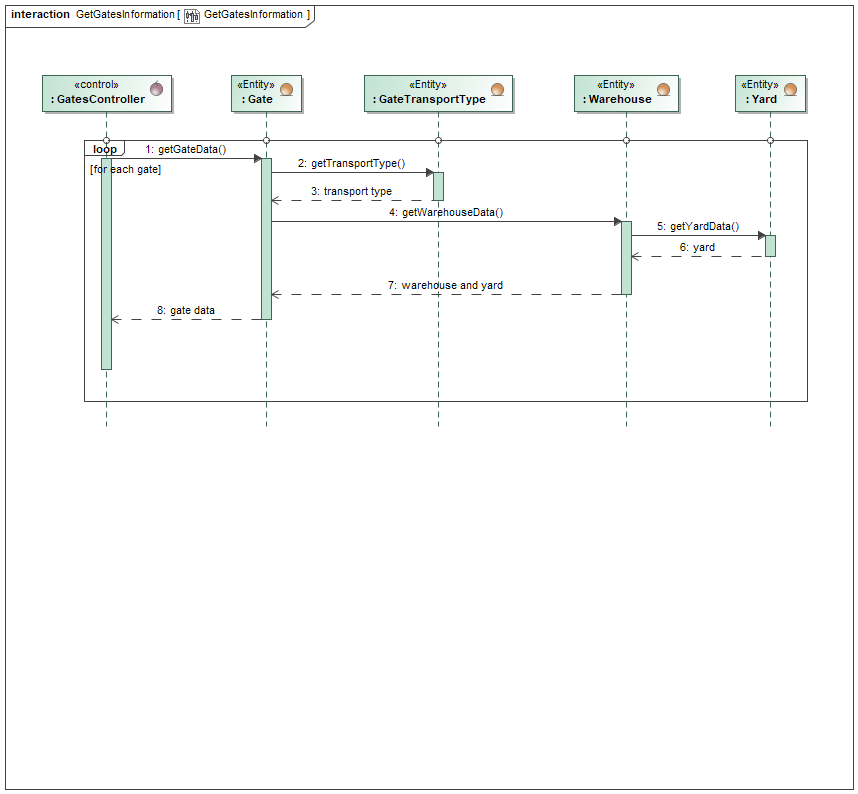 interaction GetGatesInformation [ GetGatesInformation ]
«control»
: GatesController
«Entity»
: Gate
«Entity»
: GateTransportType
«Entity»
: Warehouse
«Entity»
: Yard
loop
[for each gate]
1: getGateData()
2: getTransportType()
3: transport type
4: getWarehouseData()
5: getYardData()
6: yard
7: warehouse and yard
8: gate data